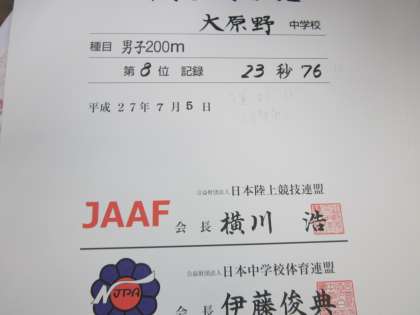 大原野 中学校
種目 男子200m
第 8 位 記録 23 秒 76
平成 27年 7月 5日
公益財団法人 日本陸上競技連盟
JAAF 会長 横川 浩
公益財団法人 日本中学校体育連盟
JPA 会長 伊藤俊典